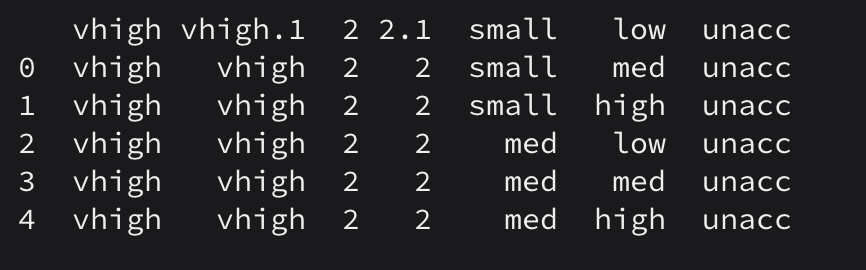 vhigh vhigh.1 2 2.1 small low unacc
0 vhigh vhigh 2 2 small med unacc
1 vhigh vhigh 2 2 small high unacc
2 vhigh vhigh 2 2 med low unacc
3 vhigh vhigh 2 2 med med unacc
4 vhigh vhigh 2 2 med high unacc